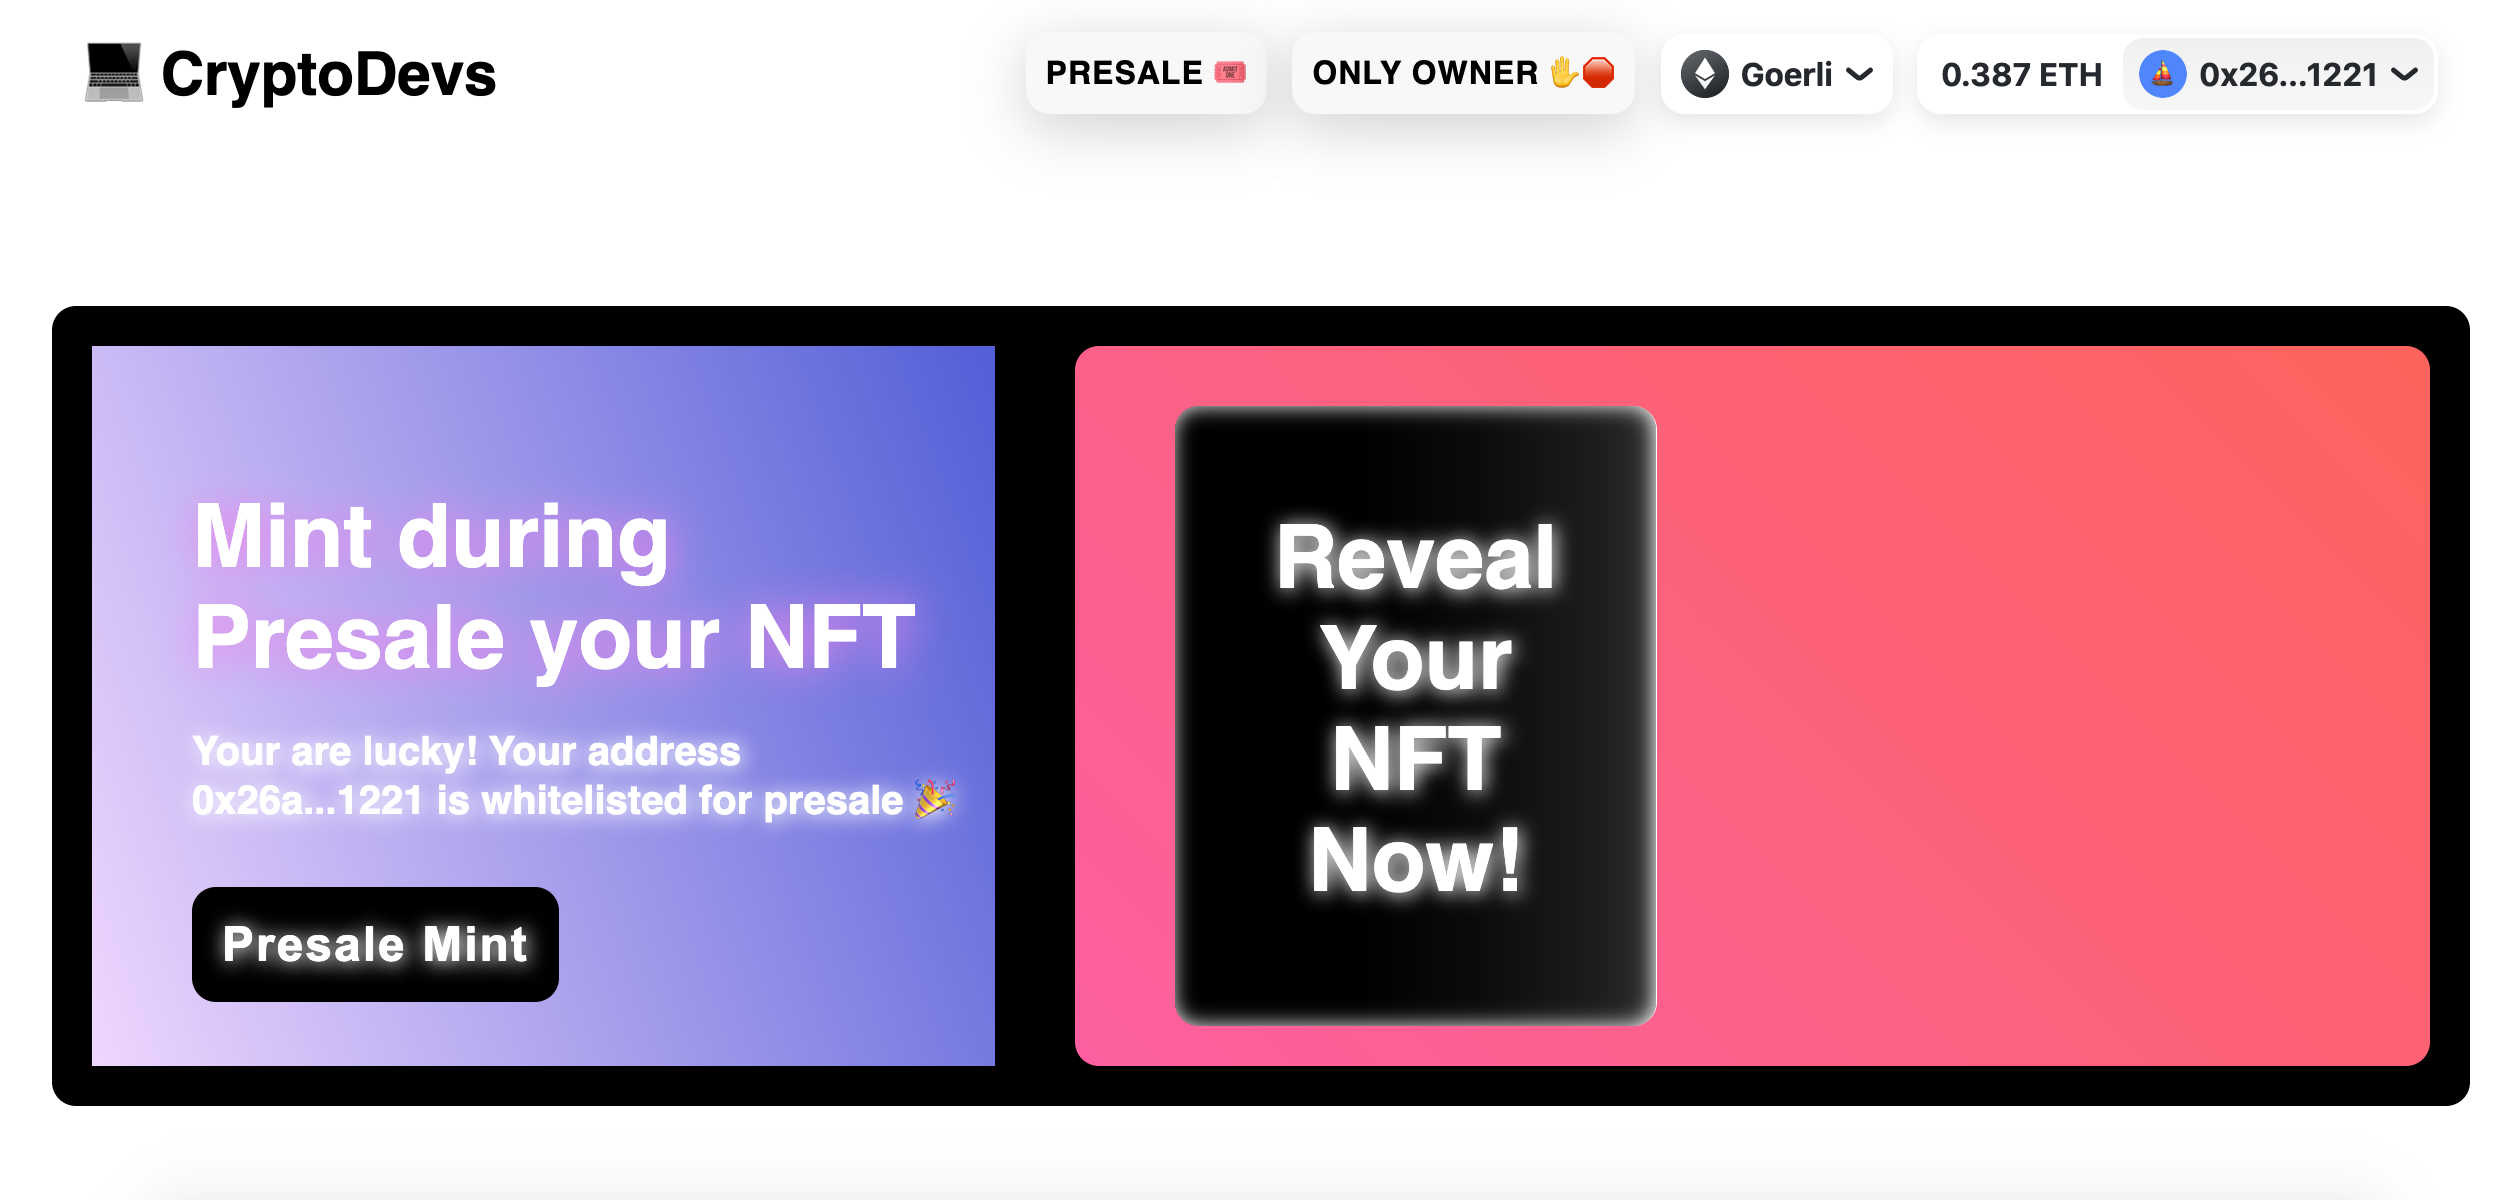 💻 CryptoDevs
PRESALE 🎟️
ONLY OWNER ✋🛑
Goerli
0.387 ETH
0x26...1221
Mint during
Presale your NFT
Your are lucky! Your address
0x26a...1221 is whitelisted for presale 🎉
Presale Mint
Reveal
Your
NFT
Now!